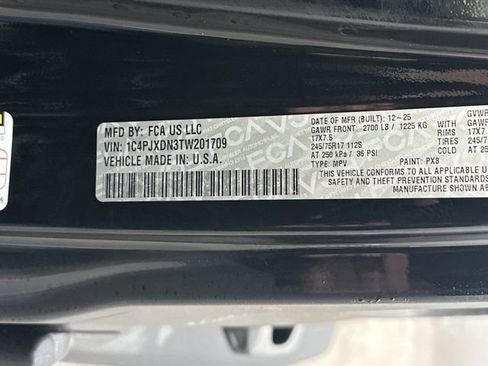 MFD BY: FCA US LLC
VIN: 1C4PJXDN3TW201709
VEHICLE MADE IN U.S.A.
DATE OF MFR (BUILT): 12-25 GVWR
GAWR FRONT 2700 LB / 1225 KG GAWR
17X7.5 RIMS 17X7
245/75R17 112S TIRES 245/
AT 250 kPa / 36 PSI COLD AT 25
TYPE: MPV PAINT: PX8
THIS VEHICLE CONFORMS TO ALL APPLICABLE
SAFETY, THEFT PREVENTION STANDARDS
OF MANUFACTURE SHOWN AB
FCA